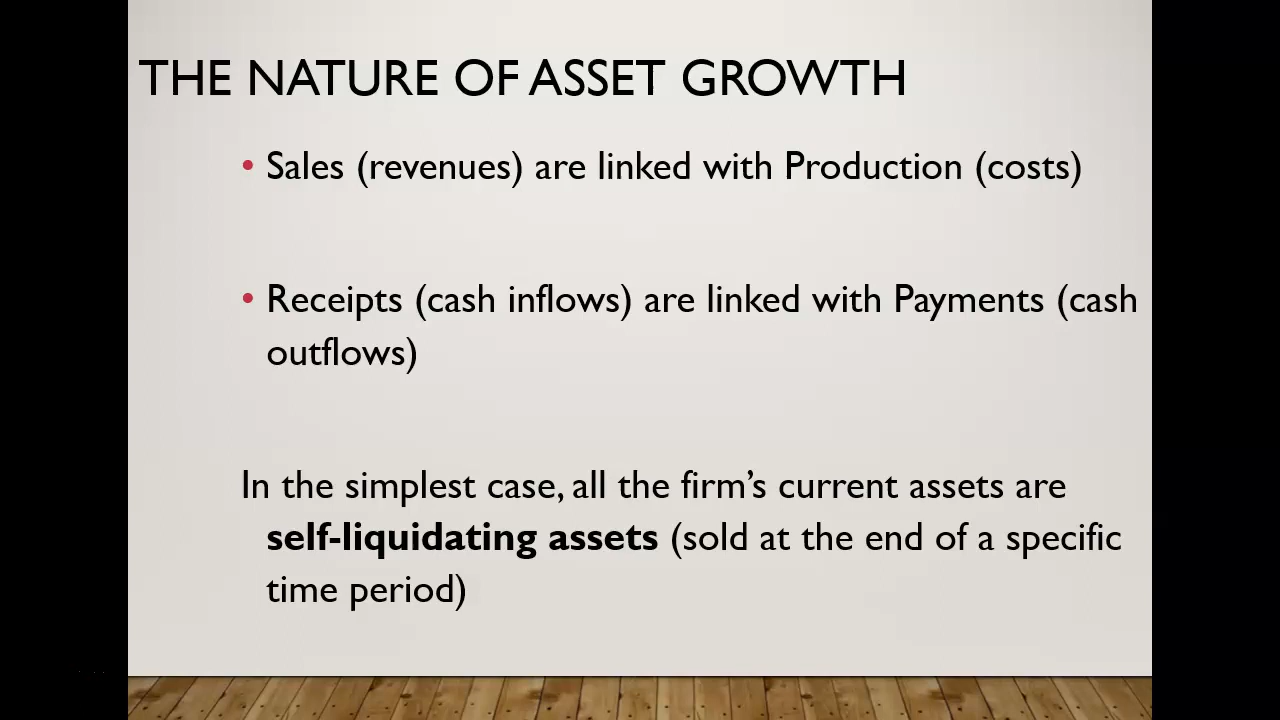 THE NATURE OF ASSET GROWTH
• Sales (revenues) are linked with Production (costs)
• Receipts (cash inflows) are linked with Payments (cash
outflows)
In the simplest case, all the firm’s current assets are
self-liquidating assets (sold at the end of a specific
time period)